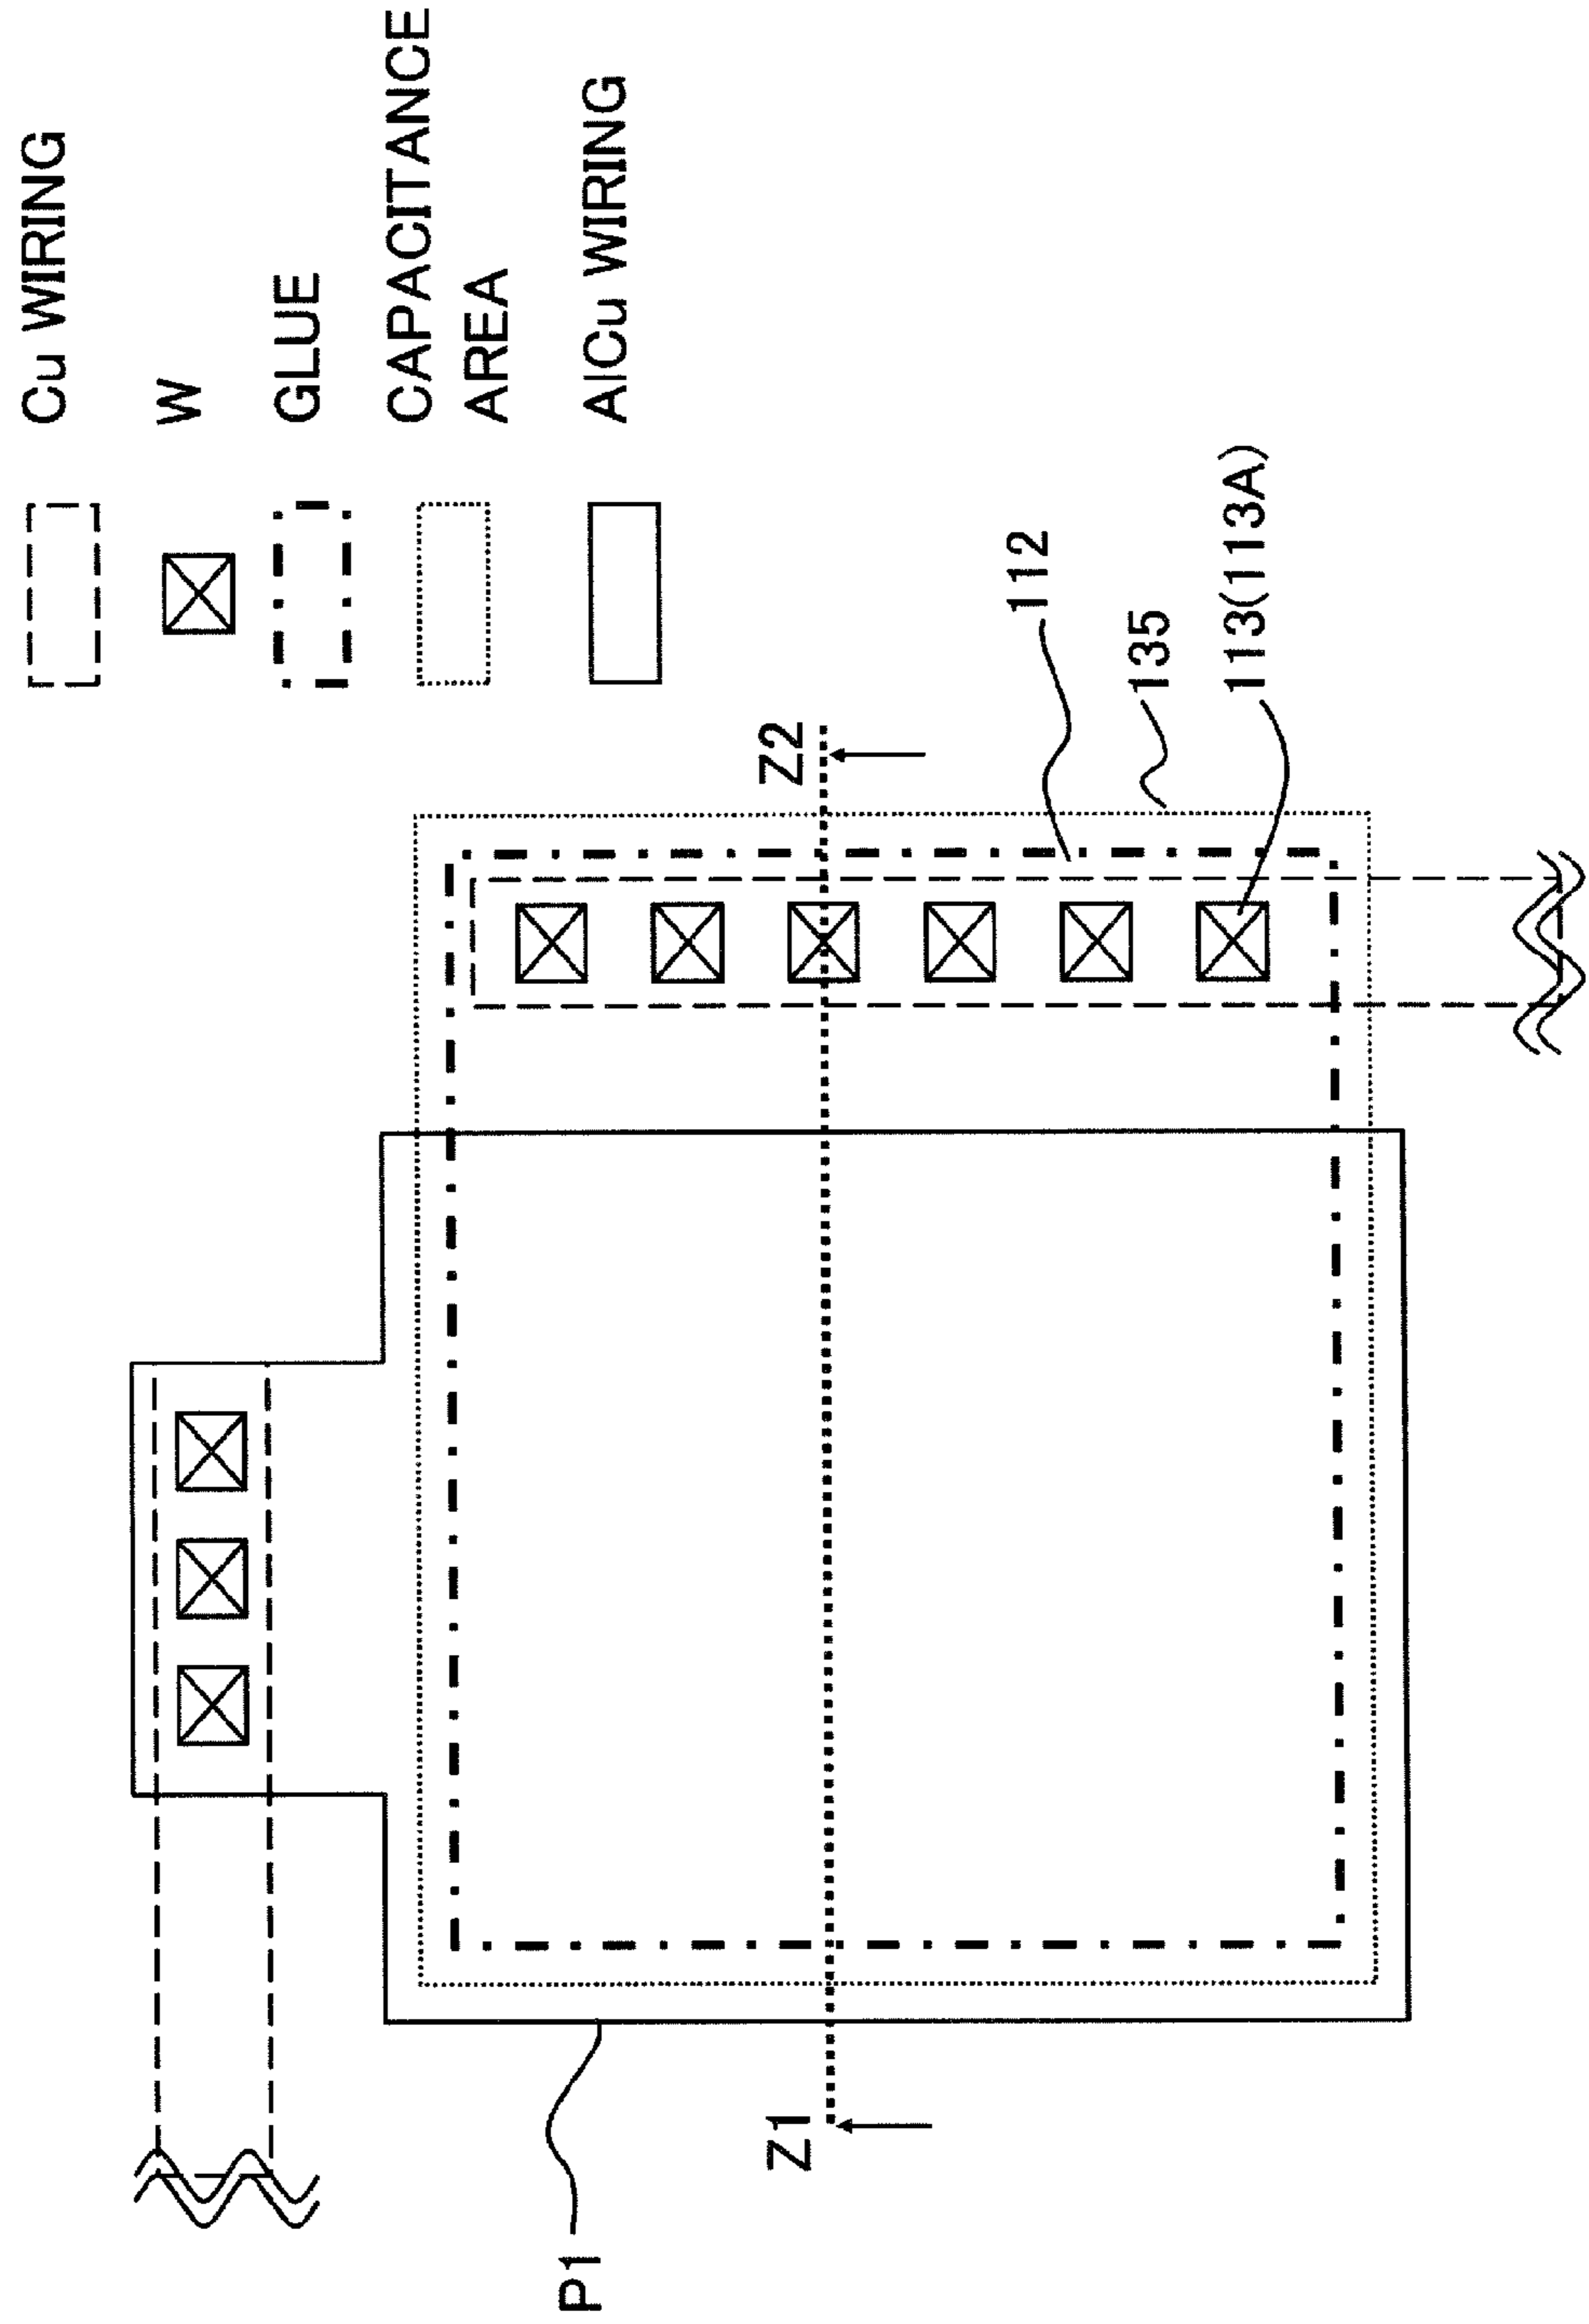 Cu WIRING
W
GLUE
CAPACITANCE
AREA
AlCu WIRING
Z2
112
135
113(113A)
Z1
P1